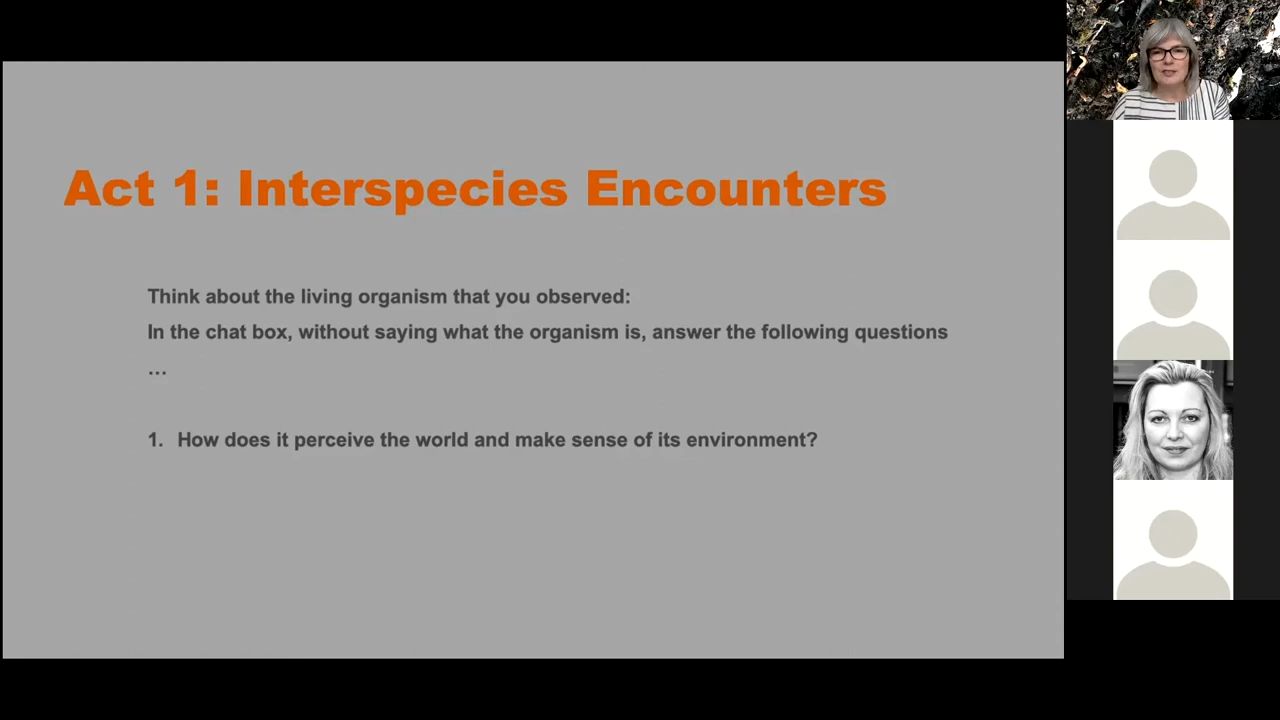 Act 1: Interspecies Encounters
Think about the living organism that you observed:
In the chat box, without saying what the organism is, answer the following questions
…
1. How does it perceive the world and make sense of its environment?